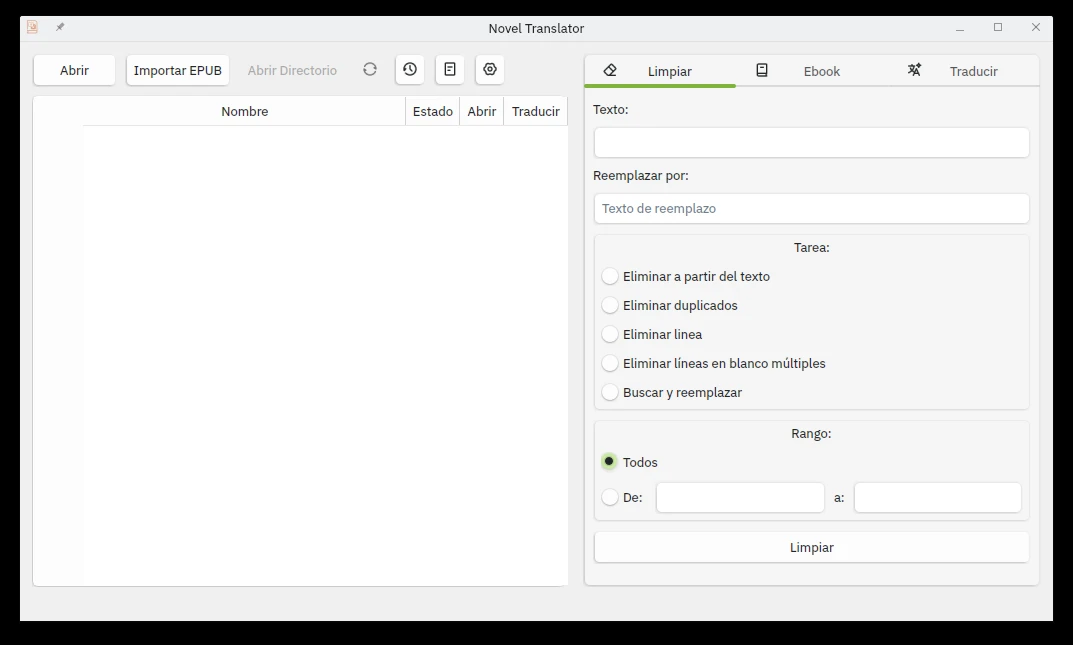 Novel Translator
Abrir Importar EPUB Abrir Directorio
Nombre Estado Abrir Traducir
Limpiar Ebook Traducir
Texto:
Reemplazar por:
Texto de reemplazo
Tarea:
Eliminar a partir del texto
Eliminar duplicados
Eliminar linea
Eliminar líneas en blanco múltiples
Buscar y reemplazar
Rango:
Todos
De: a:
Limpiar